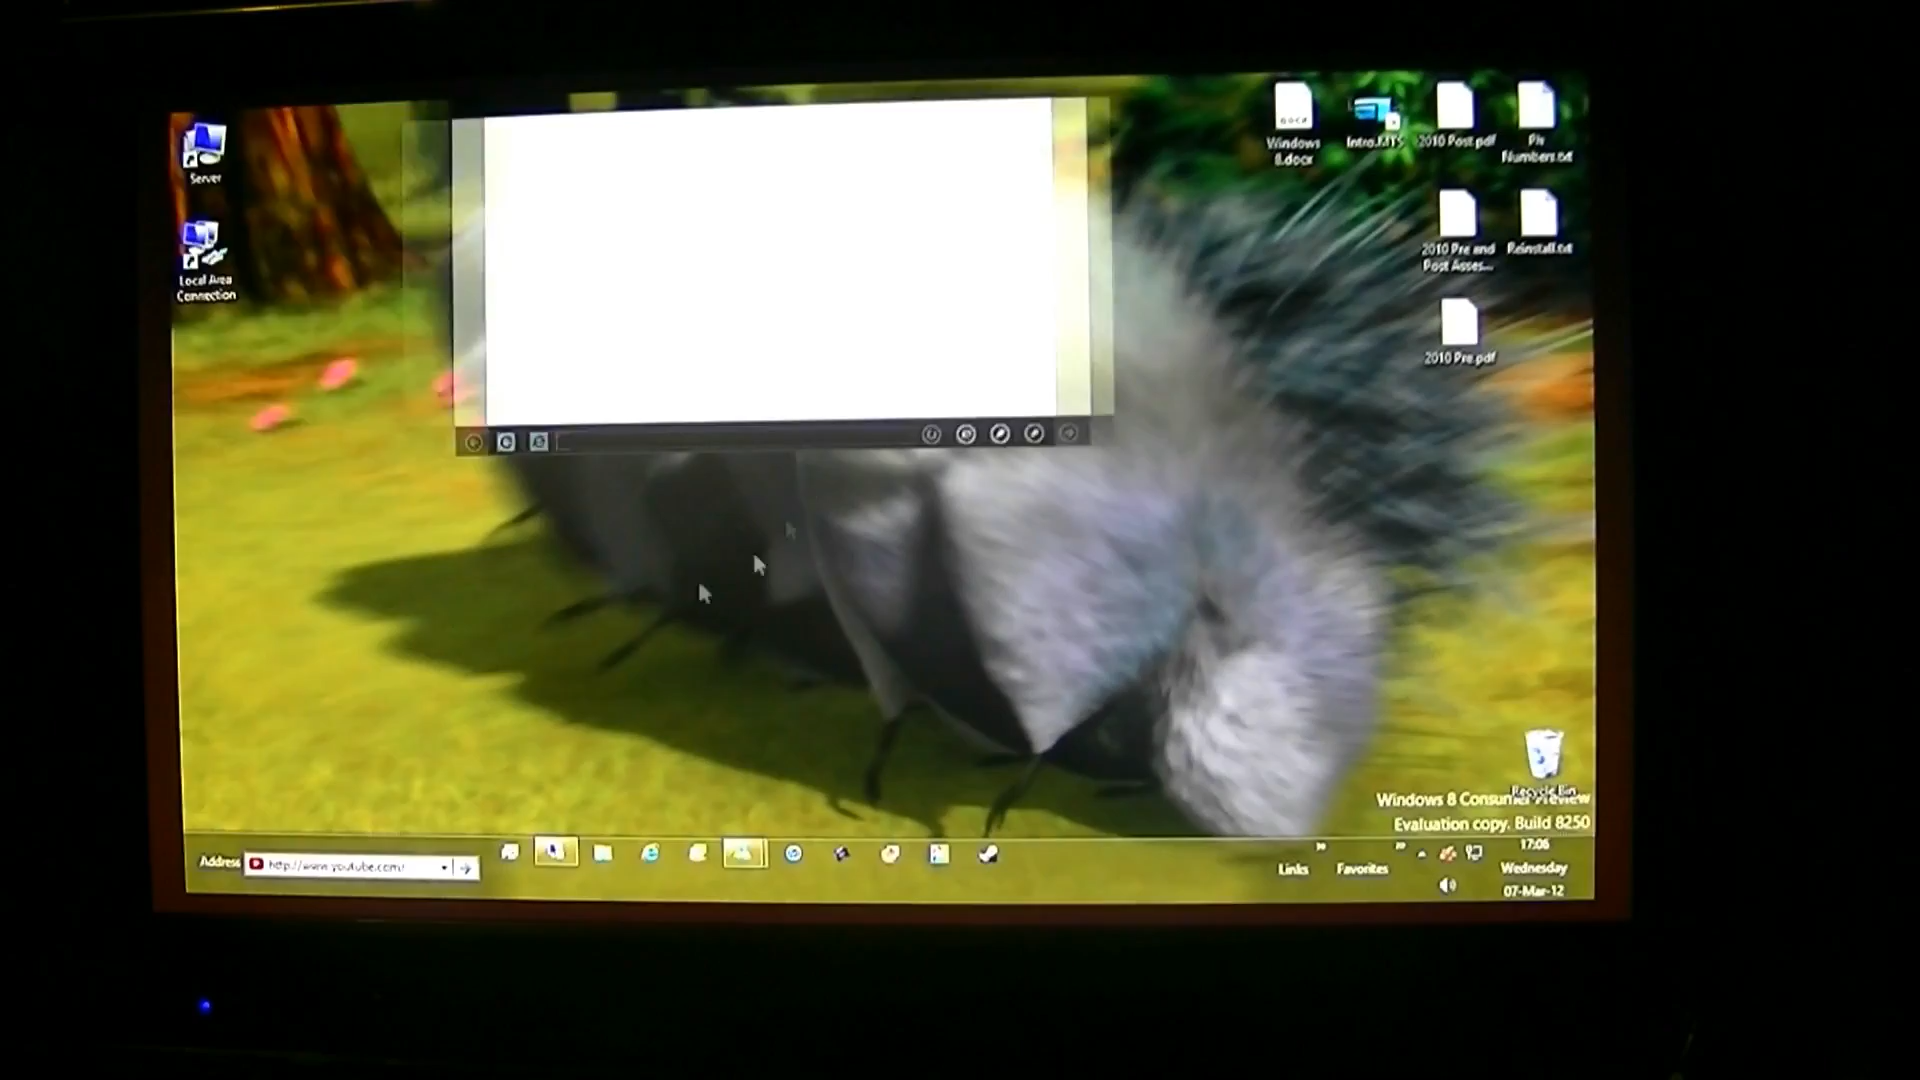 Server
Local Area
Connection
Windows
8.docx
Intro.MTS
2010 Post.pdf
Pin
Numbers.txt
2010 Pre and
Post Asses...
Reinstall.txt
2010 Pre.pdf
Recycle Bin
Windows 8 Consumer Preview
Evaluation copy. Build 8250
Address
http://www.youtube.com/
Links
Favorites
17:06
Wednesday
07-Mar-12